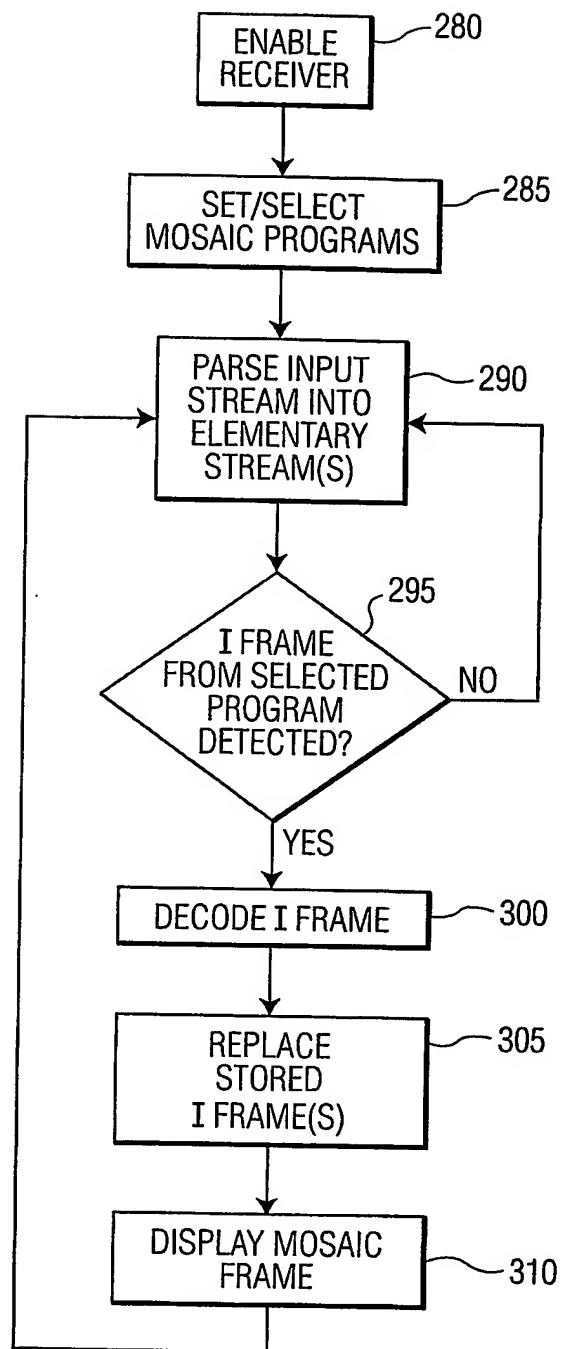 ENABLE
RECEIVER
280
SET/SELECT
MOSAIC PROGRAMS
285
PARSE INPUT
STREAM INTO
ELEMENTARY
STREAM(S)
290
I FRAME
FROM SELECTED
PROGRAM
DETECTED?
295
NO
YES
DECODE I FRAME
300
REPLACE
STORED
I FRAME(S)
305
DISPLAY MOSAIC
FRAME
310